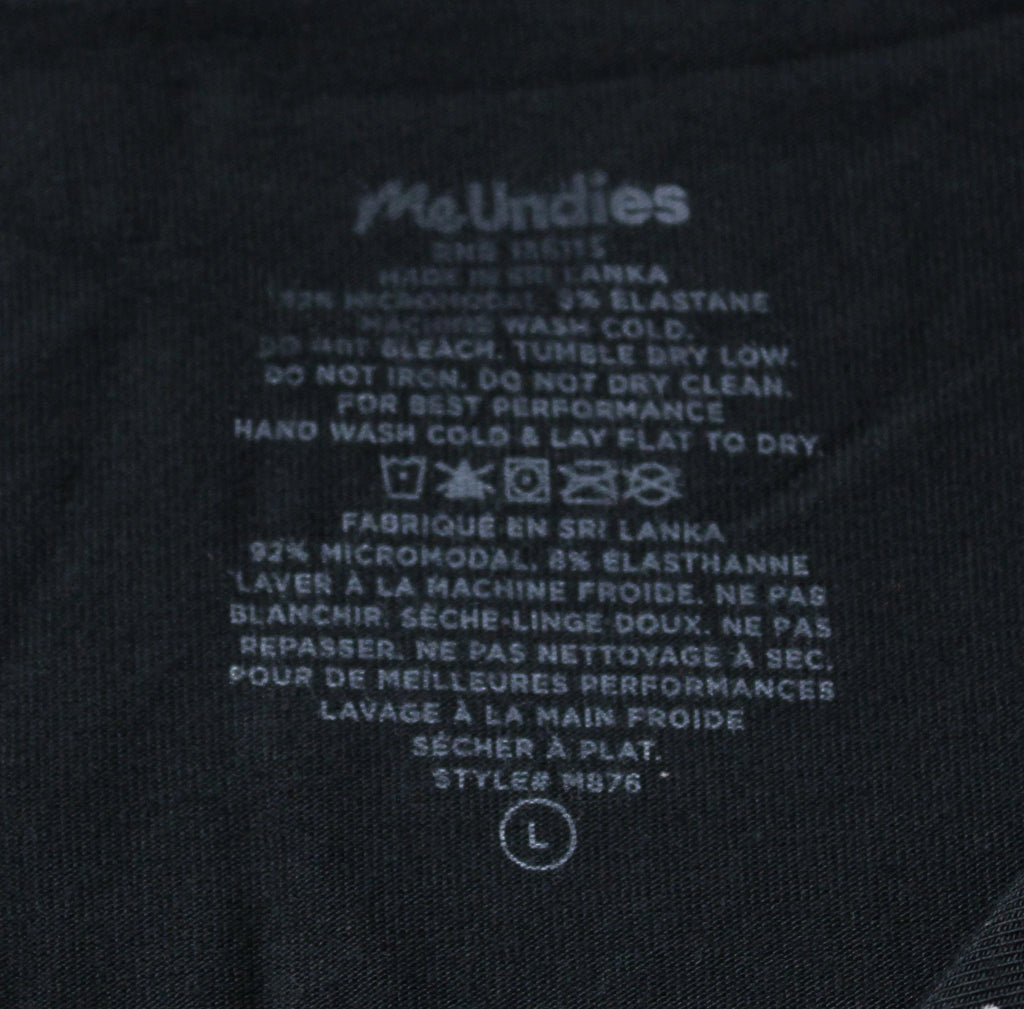 MeUndies
MADE IN SRI LANKA
92% MICROMODAL, 8% ELASTANE
MACHINE WASH COLD.
DO NOT BLEACH. TUMBLE DRY LOW.
DO NOT IRON. DO NOT DRY CLEAN.
FOR BEST PERFORMANCE
HAND WASH COLD & LAY FLAT TO DRY.
FABRIQUÉ EN SRI LANKA
92% MICROMODAL, 8% ÉLASTHANNE
LAVER À LA MACHINE FROIDE. NE PAS
BLANCHIR. SÈCHE-LINGE DOUX. NE PAS
REPASSER. NE PAS NETTOYAGE À SEC.
POUR DE MEILLEURES PERFORMANCES
LAVAGE À LA MAIN FROIDE
SÉCHER À PLAT.
STYLE# M876
L